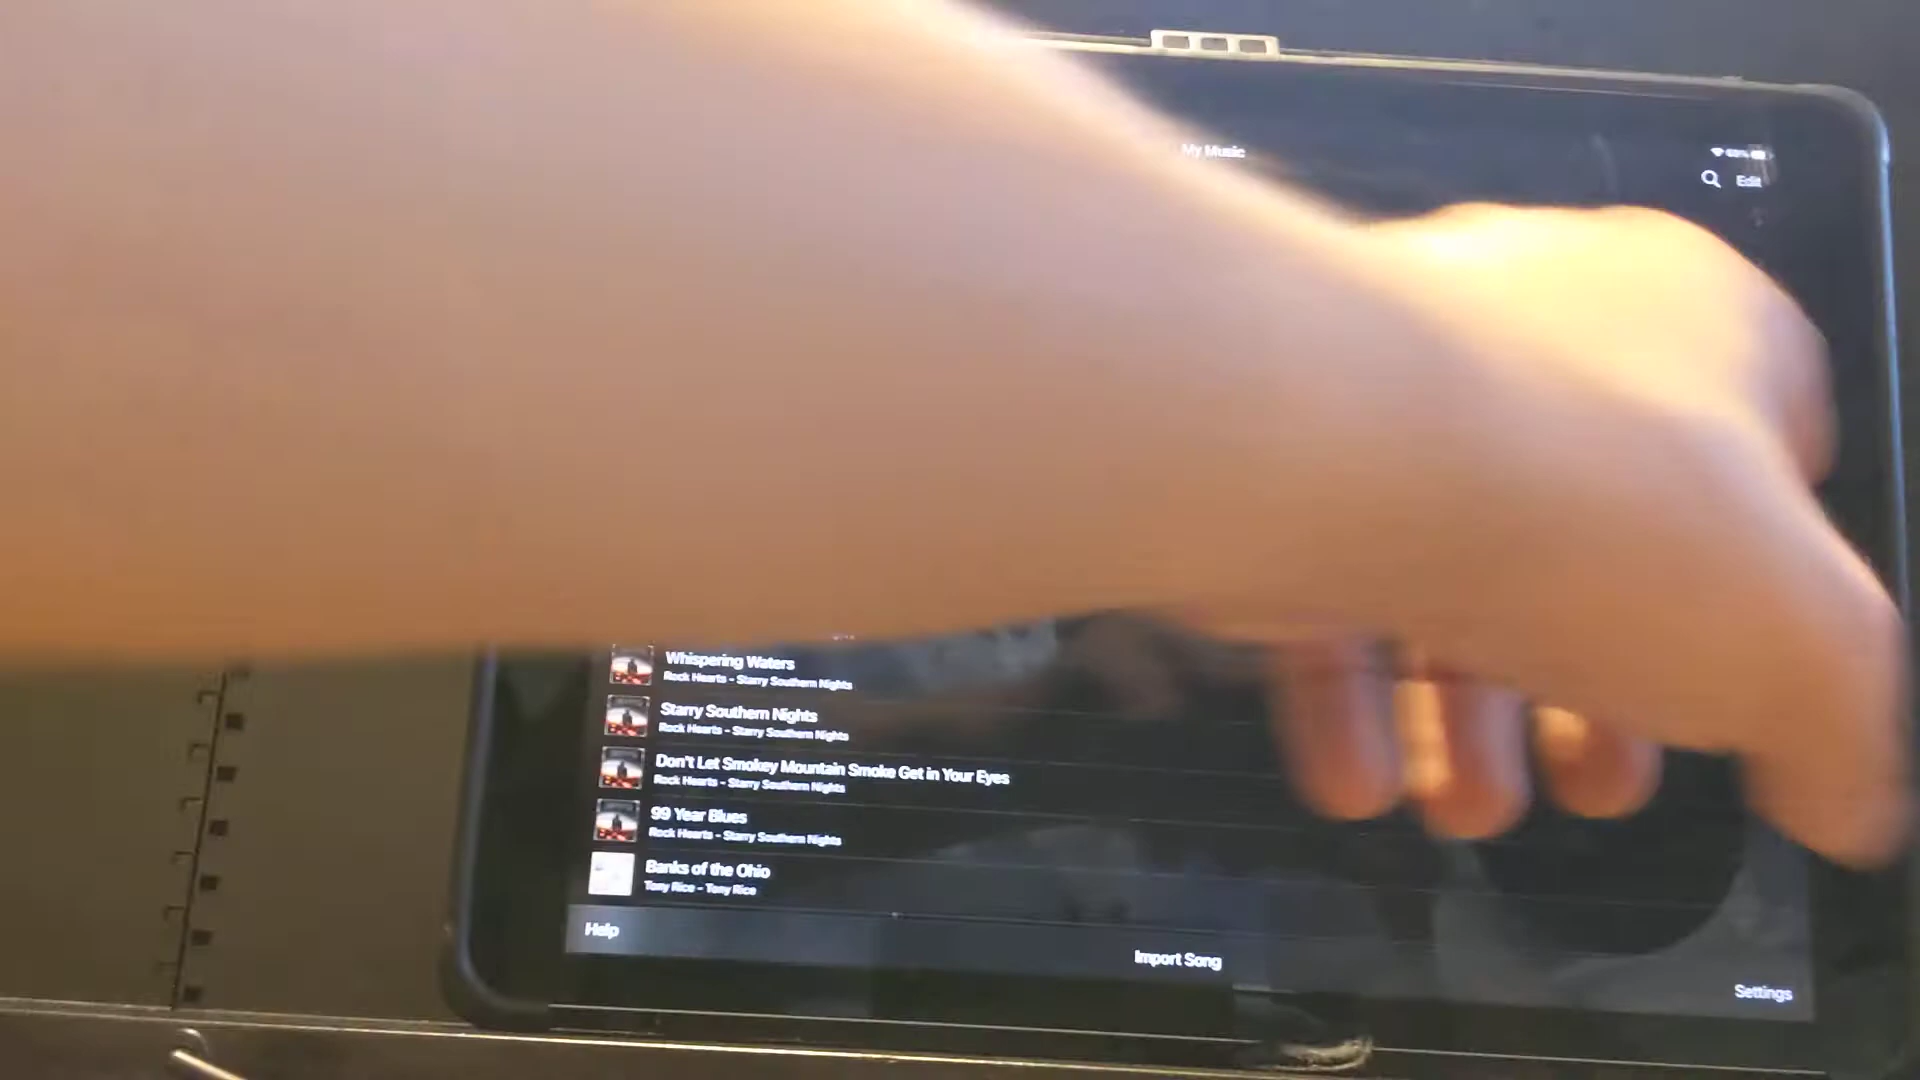 My Music
Edit
Whispering Waters
Rock Hearts - Starry Southern Nights
Starry Southern Nights
Rock Hearts - Starry Southern Nights
Don't Let Smokey Mountain Smoke Get in Your Eyes
Rock Hearts - Starry Southern Nights
99 Year Blues
Rock Hearts - Starry Southern Nights
Banks of the Ohio
Tony Rice - Tony Rice
Help
Import Song
Settings